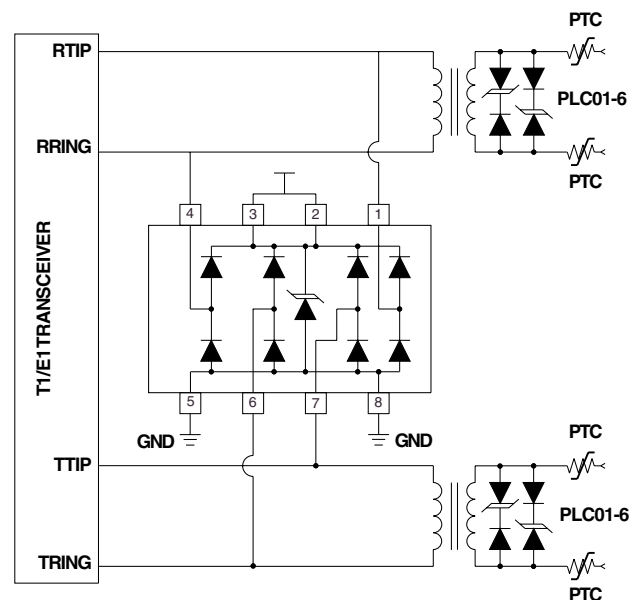 PTC
RTIP
PLC01-6
RRING
PTC
4 3 2 1
T1/E1 TRANSCEIVER
5 6 7 8
GND GND
PTC
TTIP
PLC01-6
TRING
PTC